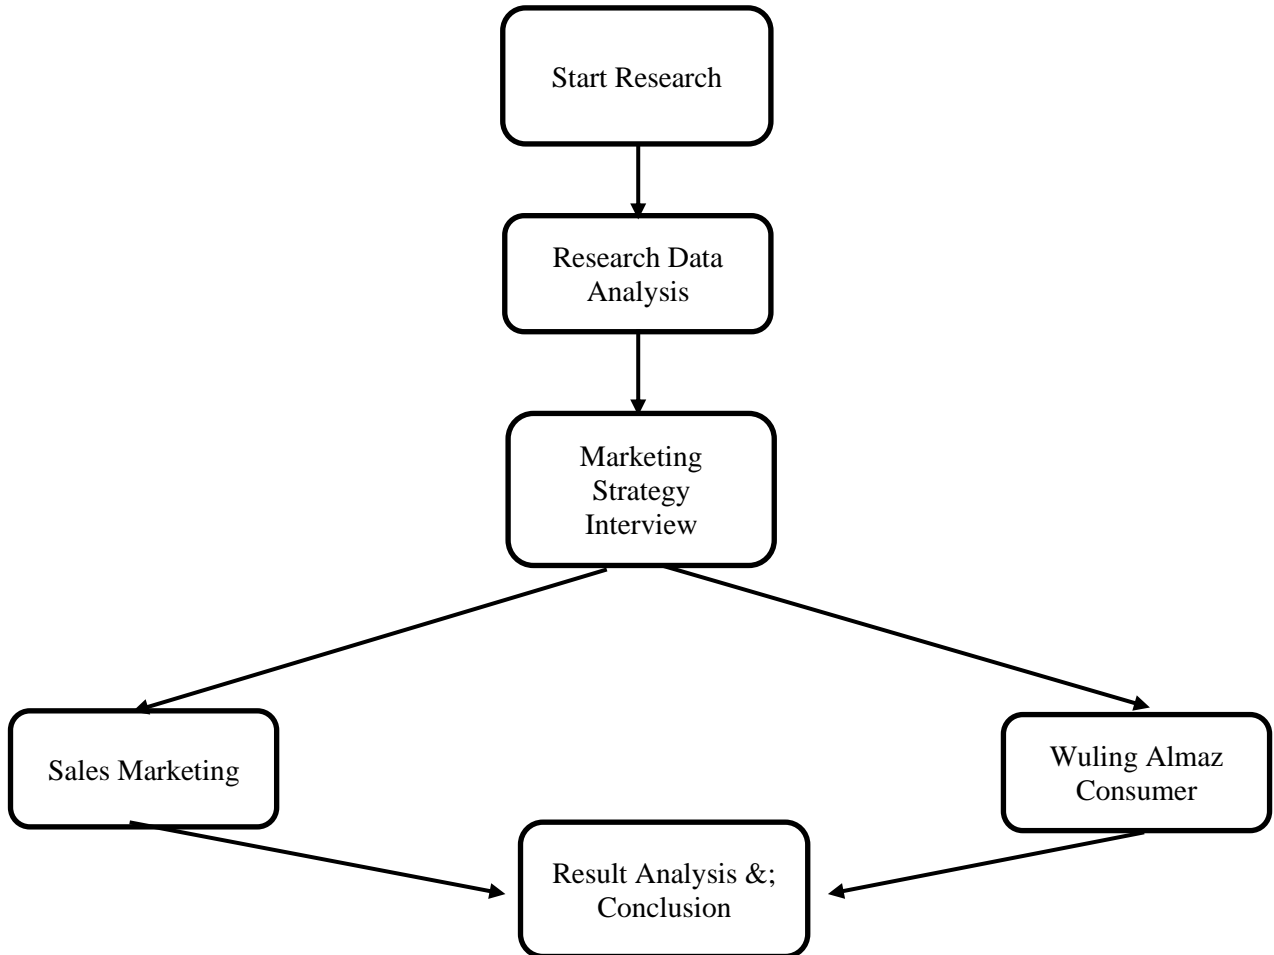 Start Research
Research Data
Analysis
Marketing
Strategy
Interview
Sales Marketing
Wuling Almaz
Consumer
Result Analysis &;
Conclusion